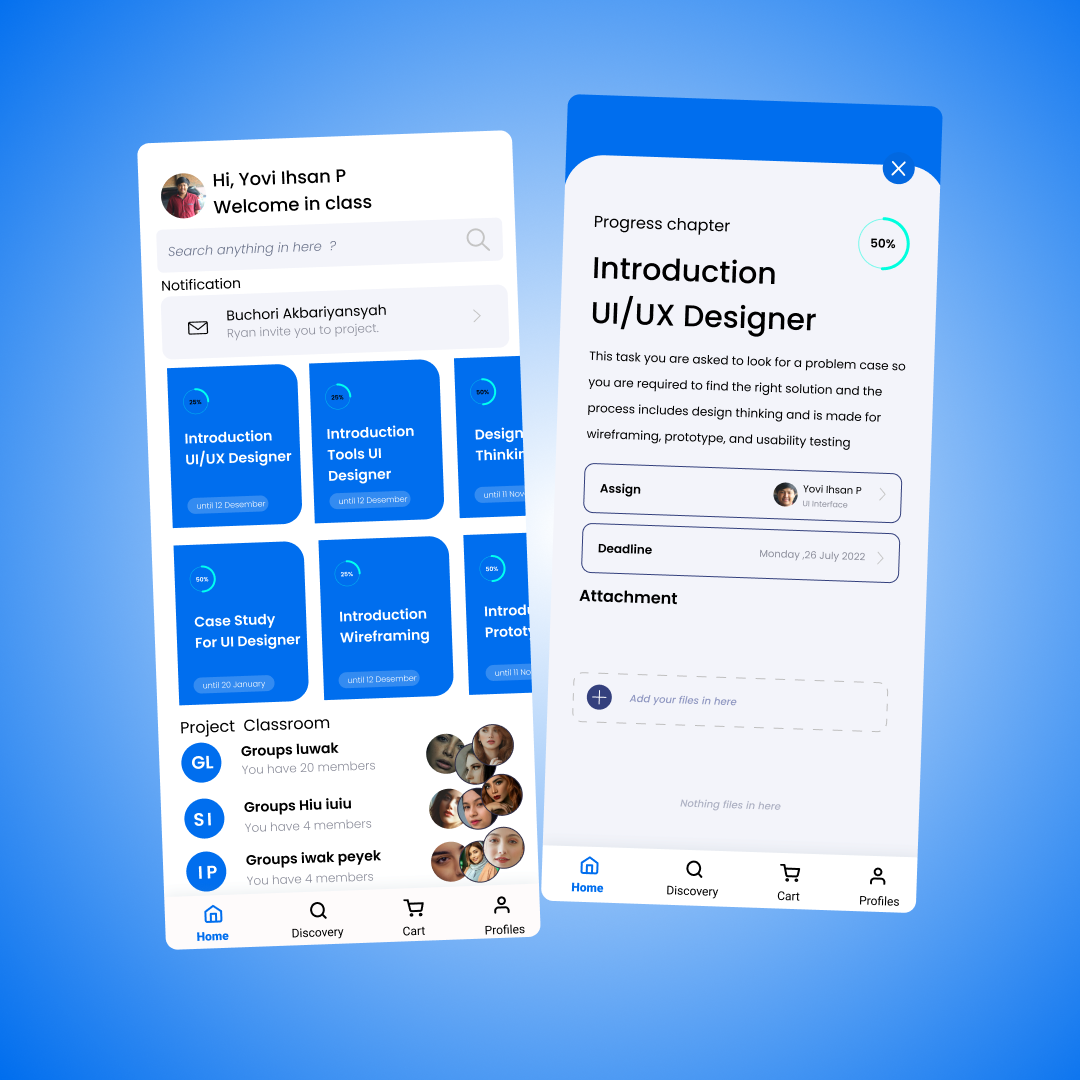 Hi, Yovi Ihsan P
Welcome in class
Search anything in here ?
Notification
Buchori Akbariyansyah
Ryan invite you to project.
25%
Introduction
UI/UX Designer
until 12 Desember
25%
Introduction
Tools UI
Designer
until 12 Desember
50%
Design
Thinkin
until 11 Nov
50%
Case Study
For UI Designer
until 20 January
25%
Introduction
Wireframing
until 12 Desember
50%
Introdu
Prototy
until 11 No
Project Classroom
GL
Groups luwak
You have 20 members
SI
Groups Hiu iuiu
You have 4 members
IP
Groups iwak peyek
You have 4 members
Home
Discovery
Cart
Profiles
Progress chapter
50%
Introduction
UI/UX Designer
This task you are asked to look for a problem case so
you are required to find the right solution and the
process includes design thinking and is made for
wireframing, prototype, and usability testing
Assign
Yovi Ihsan P
UI Interface
Deadline
Monday ,26 July 2022
Attachment
Add your files in here
Nothing files in here
Home
Discovery
Cart
Profiles